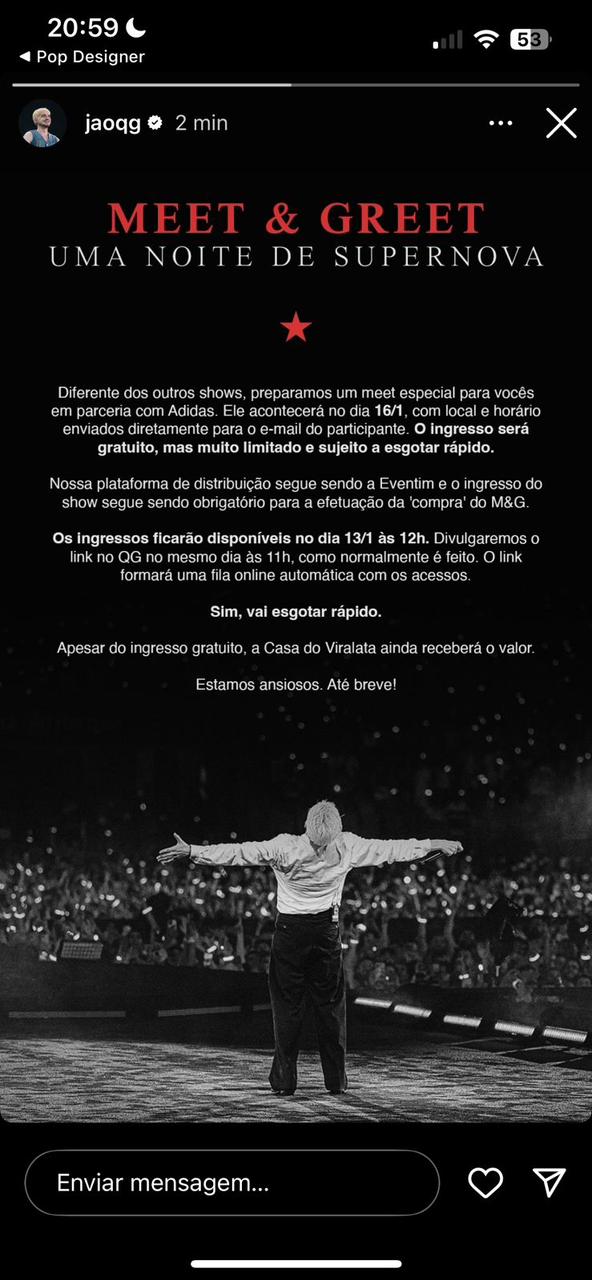 20:59
53
◀ Pop Designer
jaoqg 2 min
MEET & GREET
UMA NOITE DE SUPERNOVA
Diferente dos outros shows, preparamos um meet especial para vocês
em parceria com Adidas. Ele acontecerá no dia 16/1, com local e horário
enviados diretamente para o e-mail do participante. O ingresso será
gratuito, mas muito limitado e sujeito a esgotar rápido.
Nossa plataforma de distribuição segue sendo a Eventim e o ingresso do
show segue sendo obrigatório para a efetuação da 'compra' do M&G.
Os ingressos ficarão disponíveis no dia 13/1 às 12h. Divulgaremos o
link no QG no mesmo dia às 11h, como normalmente é feito. O link
formará uma fila online automática com os acessos.
Sim, vai esgotar rápido.
Apesar do ingresso gratuito, a Casa do Viralata ainda receberá o valor.
Estamos ansiosos. Até breve!
Enviar mensagem...